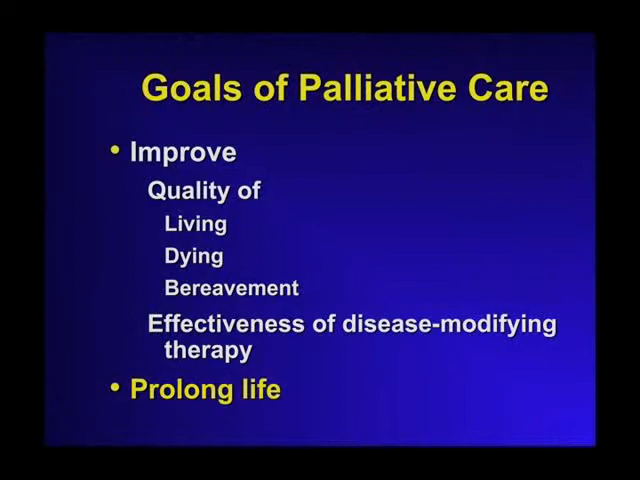 Goals of Palliative Care
• Improve
Quality of
Living
Dying
Bereavement
Effectiveness of disease-modifying
therapy
• Prolong life